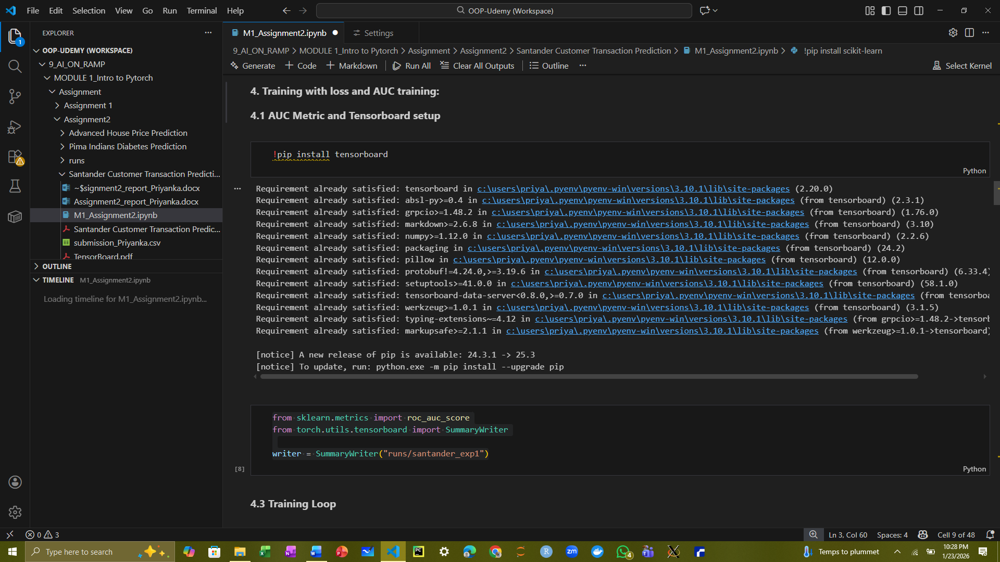 File Edit Selection View Go Run Terminal Help
OOP-Udemy (Workspace)
EXPLORER
1
OOP-UDEMY (WORKSPACE)
9_AI_ON_RAMP
MODULE 1_Intro to Pytorch
Assignment
Assignment 1
Assignment2
Advanced House Price Prediction
Pima Indians Diabetes Prediction
runs
Santander Customer Transaction Predicti...
~$signment2_report_Priyanka.docx
Assignment2_report_Priyanka.docx
M1_Assignment2.ipynb
Santander Customer Transaction Predic...
submission_Priyanka.csv
TensorBoard.pdf
OUTLINE
TIMELINE M1_Assignment2.ipynb
Loading timeline for M1_Assignment2.ipynb...
M1_Assignment2.ipynb Settings
9_AI_ON_RAMP > MODULE 1_Intro to Pytorch > Assignment > Assignment2 > Santander Customer Transaction Prediction > M1_Assignment2.ipynb > !pip install scikit-learn
Generate + Code + Markdown Run All Clear All Outputs Outline ... Select Kernel
4. Training with loss and AUC training:
4.1 AUC Metric and Tensorboard setup
!pip install tensorboard
Python
Requirement already satisfied: tensorboard in c:\users\priya\.pyenv\pyenv-win\versions\3.10.1\lib\site-packages (2.20.0)
Requirement already satisfied: absl-py>=0.4 in c:\users\priya\.pyenv\pyenv-win\versions\3.10.1\lib\site-packages (from tensorboard) (2.3.1)
Requirement already satisfied: grpcio>=1.48.2 in c:\users\priya\.pyenv\pyenv-win\versions\3.10.1\lib\site-packages (from tensorboard) (1.76.0)
Requirement already satisfied: markdown>=2.6.8 in c:\users\priya\.pyenv\pyenv-win\versions\3.10.1\lib\site-packages (from tensorboard) (3.10)
Requirement already satisfied: numpy>=1.12.0 in c:\users\priya\.pyenv\pyenv-win\versions\3.10.1\lib\site-packages (from tensorboard) (2.2.6)
Requirement already satisfied: packaging in c:\users\priya\.pyenv\pyenv-win\versions\3.10.1\lib\site-packages (from tensorboard) (24.2)
Requirement already satisfied: pillow in c:\users\priya\.pyenv\pyenv-win\versions\3.10.1\lib\site-packages (from tensorboard) (12.0.0)
Requirement already satisfied: protobuf!=4.24.0,>=3.19.6 in c:\users\priya\.pyenv\pyenv-win\versions\3.10.1\lib\site-packages (from tensorboard) (6.33.4)
Requirement already satisfied: setuptools>=41.0.0 in c:\users\priya\.pyenv\pyenv-win\versions\3.10.1\lib\site-packages (from tensorboard) (58.1.0)
Requirement already satisfied: tensorboard-data-server<0.8.0,>=0.7.0 in c:\users\priya\.pyenv\pyenv-win\versions\3.10.1\lib\site-packages (from tensorboa
Requirement already satisfied: werkzeug>=1.0.1 in c:\users\priya\.pyenv\pyenv-win\versions\3.10.1\lib\site-packages (from tensorboard) (3.1.5)
Requirement already satisfied: typing-extensions~=4.12 in c:\users\priya\.pyenv\pyenv-win\versions\3.10.1\lib\site-packages (from grpcio>=1.48.2->tensorb
Requirement already satisfied: markupsafe>=2.1.1 in c:\users\priya\.pyenv\pyenv-win\versions\3.10.1\lib\site-packages (from werkzeug>=1.0.1->tensorboard)
[notice] A new release of pip is available: 24.3.1 -> 25.3
[notice] To update, run: python.exe -m pip install --upgrade pip
from sklearn.metrics import roc_auc_score
from torch.utils.tensorboard import SummaryWriter
writer = SummaryWriter("runs/santander_exp1")
[8]
Python
4.3 Training Loop
0 3
Ln 3, Col 60 Spaces: 4 Cell 9 of 48
Type here to search
PC
R
zm
4
Temps to plummet
10:28 PM
1/23/2026